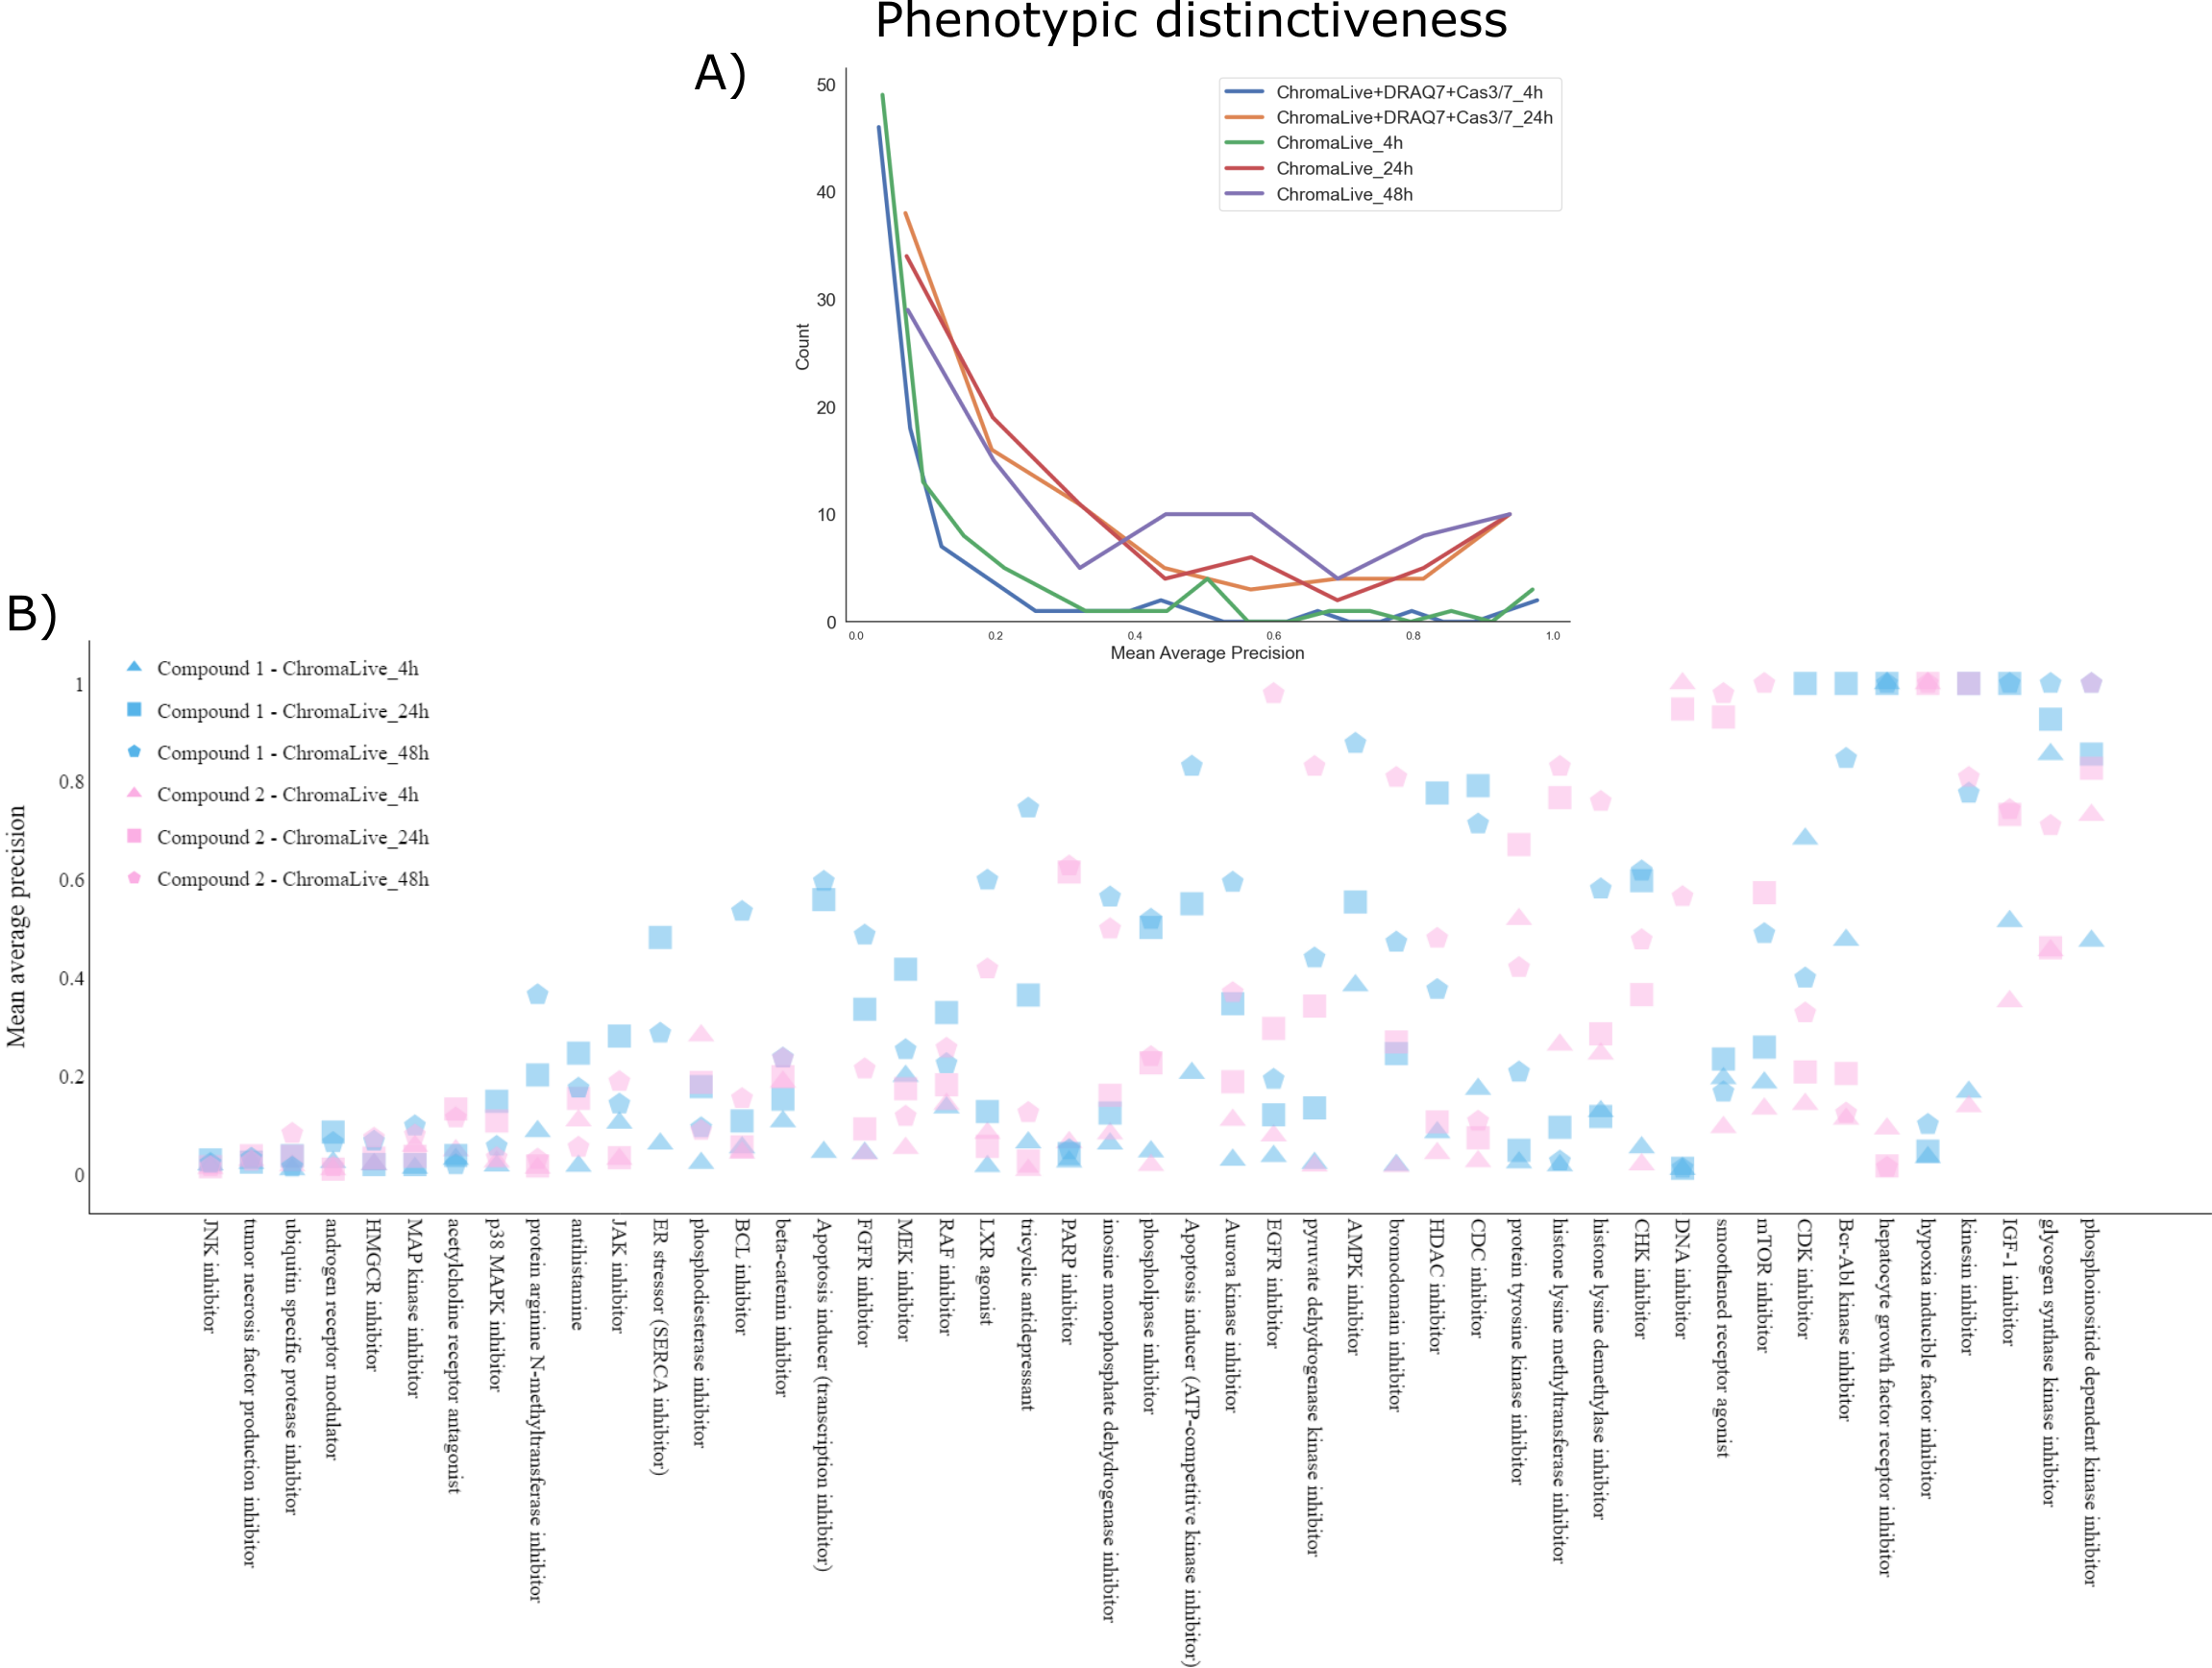 Phenotypic distinctiveness
A)
50
40
30
20
10
0
Count
0.0 0.2 0.4 0.6 0.8 1.0
Mean Average Precision
ChromaLive+DRAQ7+Cas3/7_4h
ChromaLive+DRAQ7+Cas3/7_24h
ChromaLive_4h
ChromaLive_24h
ChromaLive_48h
B)
Compound 1 - ChromaLive_4h
Compound 1 - ChromaLive_24h
Compound 1 - ChromaLive_48h
Compound 2 - ChromaLive_4h
Compound 2 - ChromaLive_24h
Compound 2 - ChromaLive_48h
1
0.8
0.6
0.4
0.2
0
Mean average precision
JNK inhibitor
tumor necrosis factor production inhibitor
ubiquitin specific protease inhibitor
androgen receptor modulator
HMGCR inhibitor
MAP kinase inhibitor
acetylcholine receptor antagonist
p38 MAPK inhibitor
protein arginine N-methyltransferase inhibitor
antihistamine
JAK inhibitor
ER stressor (SERCA inhibitor)
phosphodiesterase inhibitor
BCL inhibitor
beta-catenin inhibitor
Apoptosis inducer (transcription inhibitor)
FGFR inhibitor
MEK inhibitor
RAF inhibitor
LXR agonist
tricyclic antidepressant
PARP inhibitor
inosine monophosphate dehydrogenase inhibitor
phospholipase inhibitor
Apoptosis inducer (ATP-competitive kinase inhibitor)
Aurora kinase inhibitor
EGFR inhibitor
pyruvate dehydrogenase kinase inhibitor
AMPK inhibitor
bromodomain inhibitor
HDAC inhibitor
CDC inhibitor
protein tyrosine kinase inhibitor
histone lysine methyltransferase inhibitor
histone lysine demethylase inhibitor
CHK inhibitor
DNA inhibitor
smoothened receptor agonist
mTOR inhibitor
CDK inhibitor
Bcr-Abl kinase inhibitor
hepatocyte growth factor receptor inhibitor
hypoxia inducible factor inhibitor
kinesin inhibitor
IGF-1 inhibitor
glycogen synthase kinase inhibitor
phosphoinositide dependent kinase inhibitor